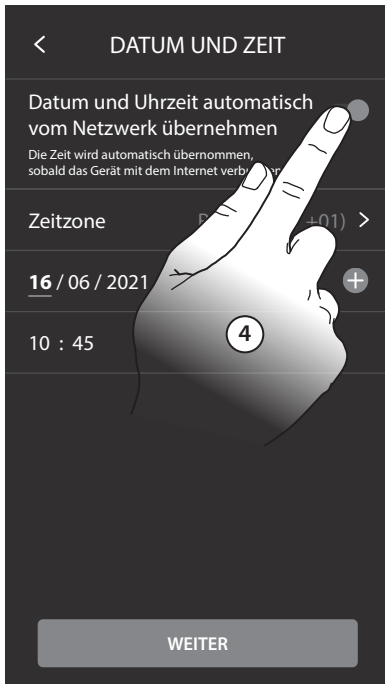 DATUM UND ZEIT
Datum und Uhrzeit automatisch
vom Netzwerk übernehmen
Die Zeit wird automatisch übernommen,
sobald das Gerät mit dem Internet
Zeitzone +01)
16 / 06 / 2021
10 : 45
4
WEITER